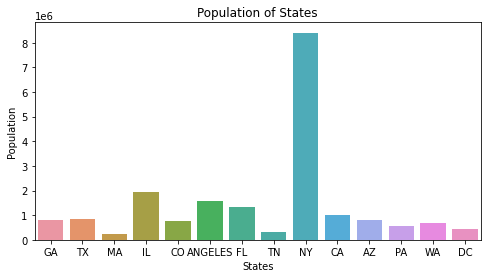 Population of States
1e6
8
7
6
5
4
3
2
1
0
Population
GA TX MA IL CO ANGELES FL TN NY CA AZ PA WA DC
States